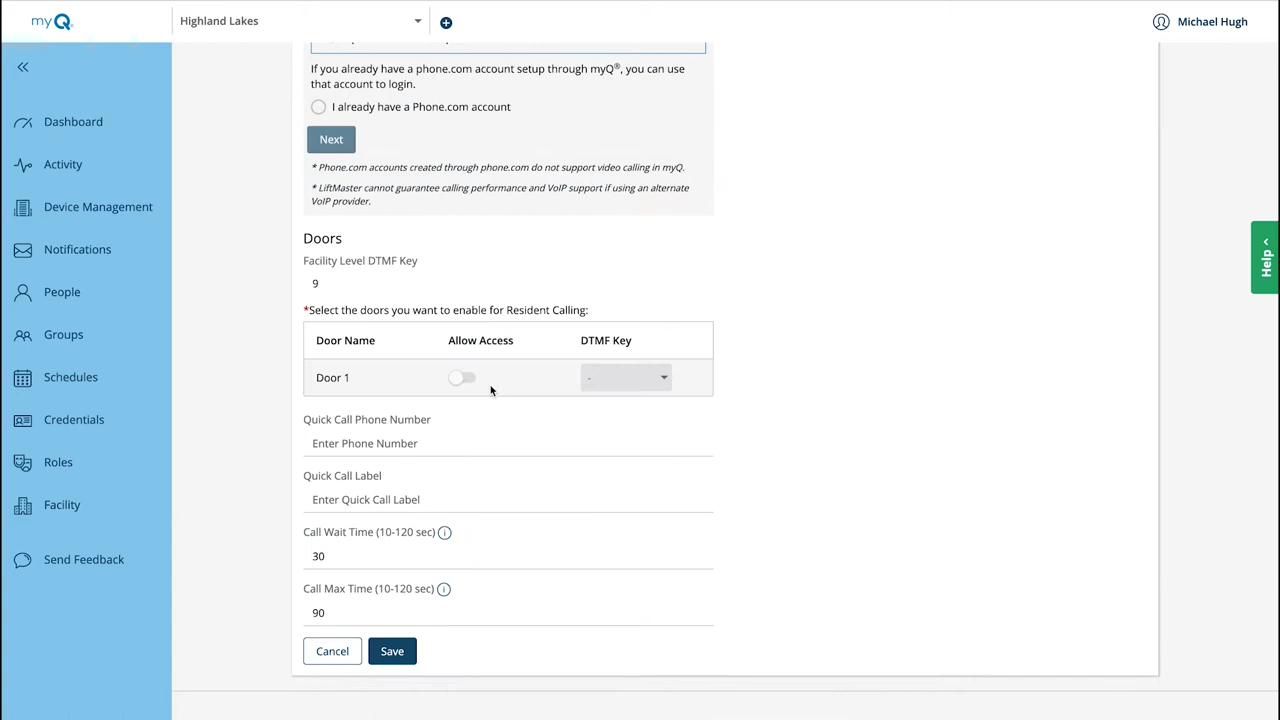 myQ
Highland Lakes
Michael Hugh
Dashboard
Activity
Device Management
Notifications
People
Groups
Schedules
Credentials
Roles
Facility
Send Feedback
If you already have a phone.com account setup through myQ®, you can use
that account to login.
I already have a Phone.com account
Next
* Phone.com accounts created through phone.com do not support video calling in myQ.
* LiftMaster cannot guarantee calling performance and VoIP support if using an alternate
VoIP provider.
Doors
Facility Level DTMF Key
9
*Select the doors you want to enable for Resident Calling:
Door Name Allow Access DTMF Key
Door 1 -
Quick Call Phone Number
Enter Phone Number
Quick Call Label
Enter Quick Call Label
Call Wait Time (10-120 sec) i
30
Call Max Time (10-120 sec) i
90
Cancel Save
Help